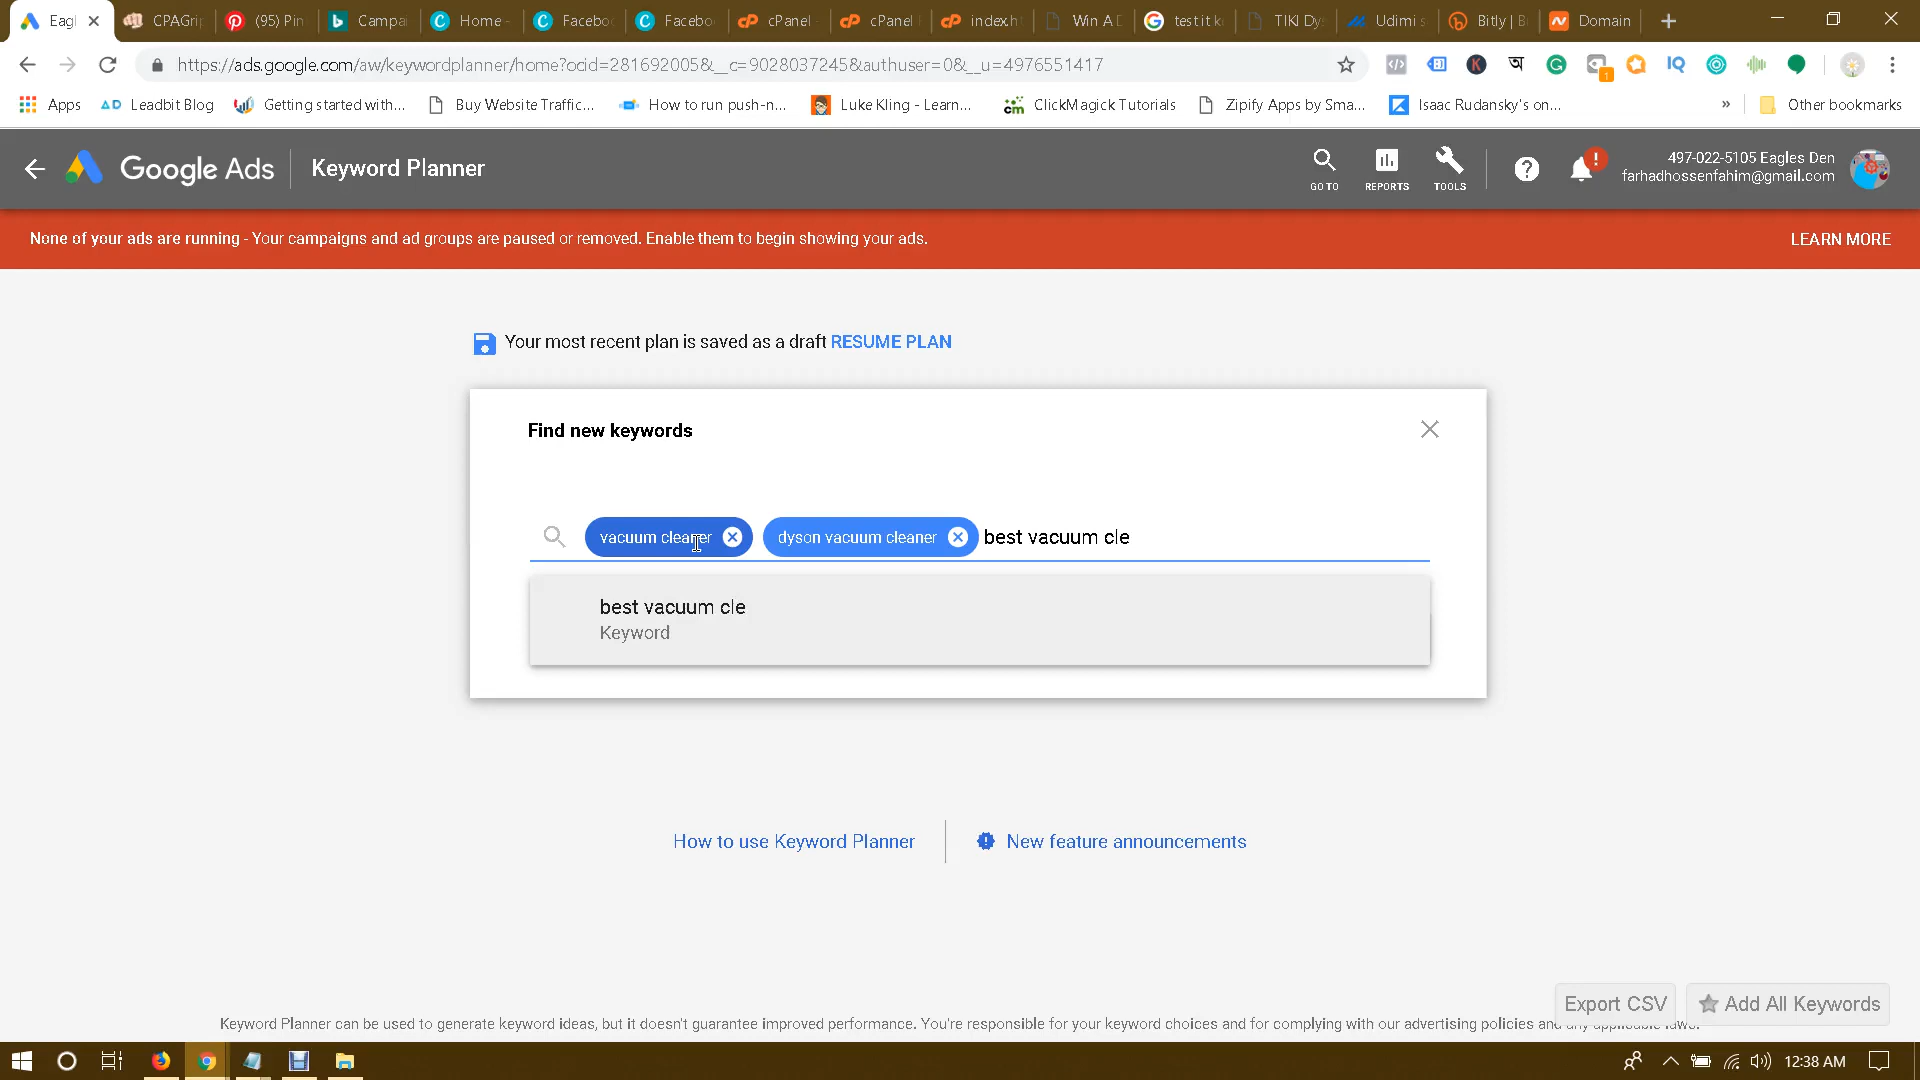 Eagl
CPAGrip
(95) Pin
Campai
Home -
Facebo
Facebo
cPanel -
cPanel
index.h
Win A D
test it k
TIKI Dy
Udimi s
Bitly | B
Domain
https://ads.google.com/aw/keywordplanner/home?ocid=281692005&__c=9028037245&authuser=0&__u=4976551417
Apps
Leadbit Blog
Getting started with...
Buy Website Traffic...
How to run push-n...
Luke Kling - Learn...
ClickMagick Tutorials
Zipify Apps by Sma...
Isaac Rudansky's on...
»
Other bookmarks
Google Ads
Keyword Planner
GO TO
REPORTS
TOOLS
497-022-5105 Eagles Den
farhadhossenfahim@gmail.com
None of your ads are running - Your campaigns and ad groups are paused or removed. Enable them to begin showing your ads.
LEARN MORE
Your most recent plan is saved as a draft RESUME PLAN
Find new keywords
vacuum cleaner
dyson vacuum cleaner
best vacuum cle
best vacuum cle
Keyword
How to use Keyword Planner
New feature announcements
Export CSV
Add All Keywords
Keyword Planner can be used to generate keyword ideas, but it doesn't guarantee improved performance. You're responsible for your keyword choices and for complying with our advertising policies and any applicable laws.
12:38 AM